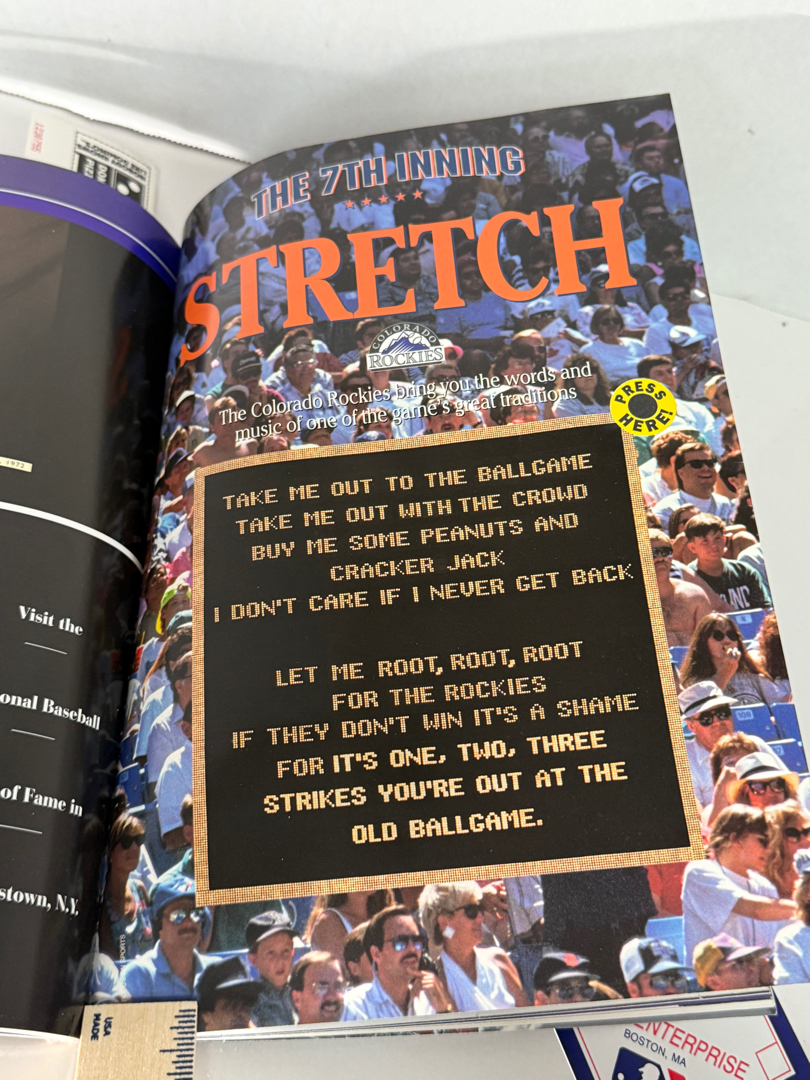 THE 7TH INNING
STRETCH
COLORADO
ROCKIES
The Colorado Rockies bring you the words and
music of one of the game's great traditions
PRESS
HERE!
TAKE ME OUT TO THE BALLGAME
TAKE ME OUT WITH THE CROWD
BUY ME SOME PEANUTS AND
CRACKER JACK
I DON'T CARE IF I NEVER GET BACK
LET ME ROOT, ROOT, ROOT
FOR THE ROCKIES
IF THEY DON'T WIN IT'S A SHAME
FOR IT'S ONE, TWO, THREE
STRIKES YOU'RE OUT AT THE
OLD BALLGAME.
1972
Visit the
onal Baseball
of Fame in
stown, N.Y.
SPORTS
USA
MADE
ENTERPRISE
BOSTON, MA